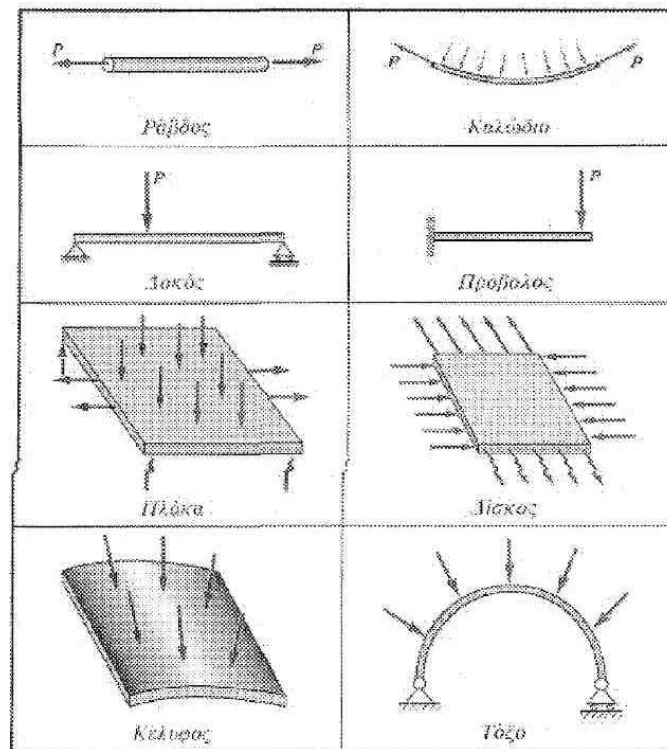 P P
Ράβδος
P P
Καλώδιο
P
Δοκός
P
Πρόβολος
Πλάκα
Δίσκος
Κέλυφος
Τόξο